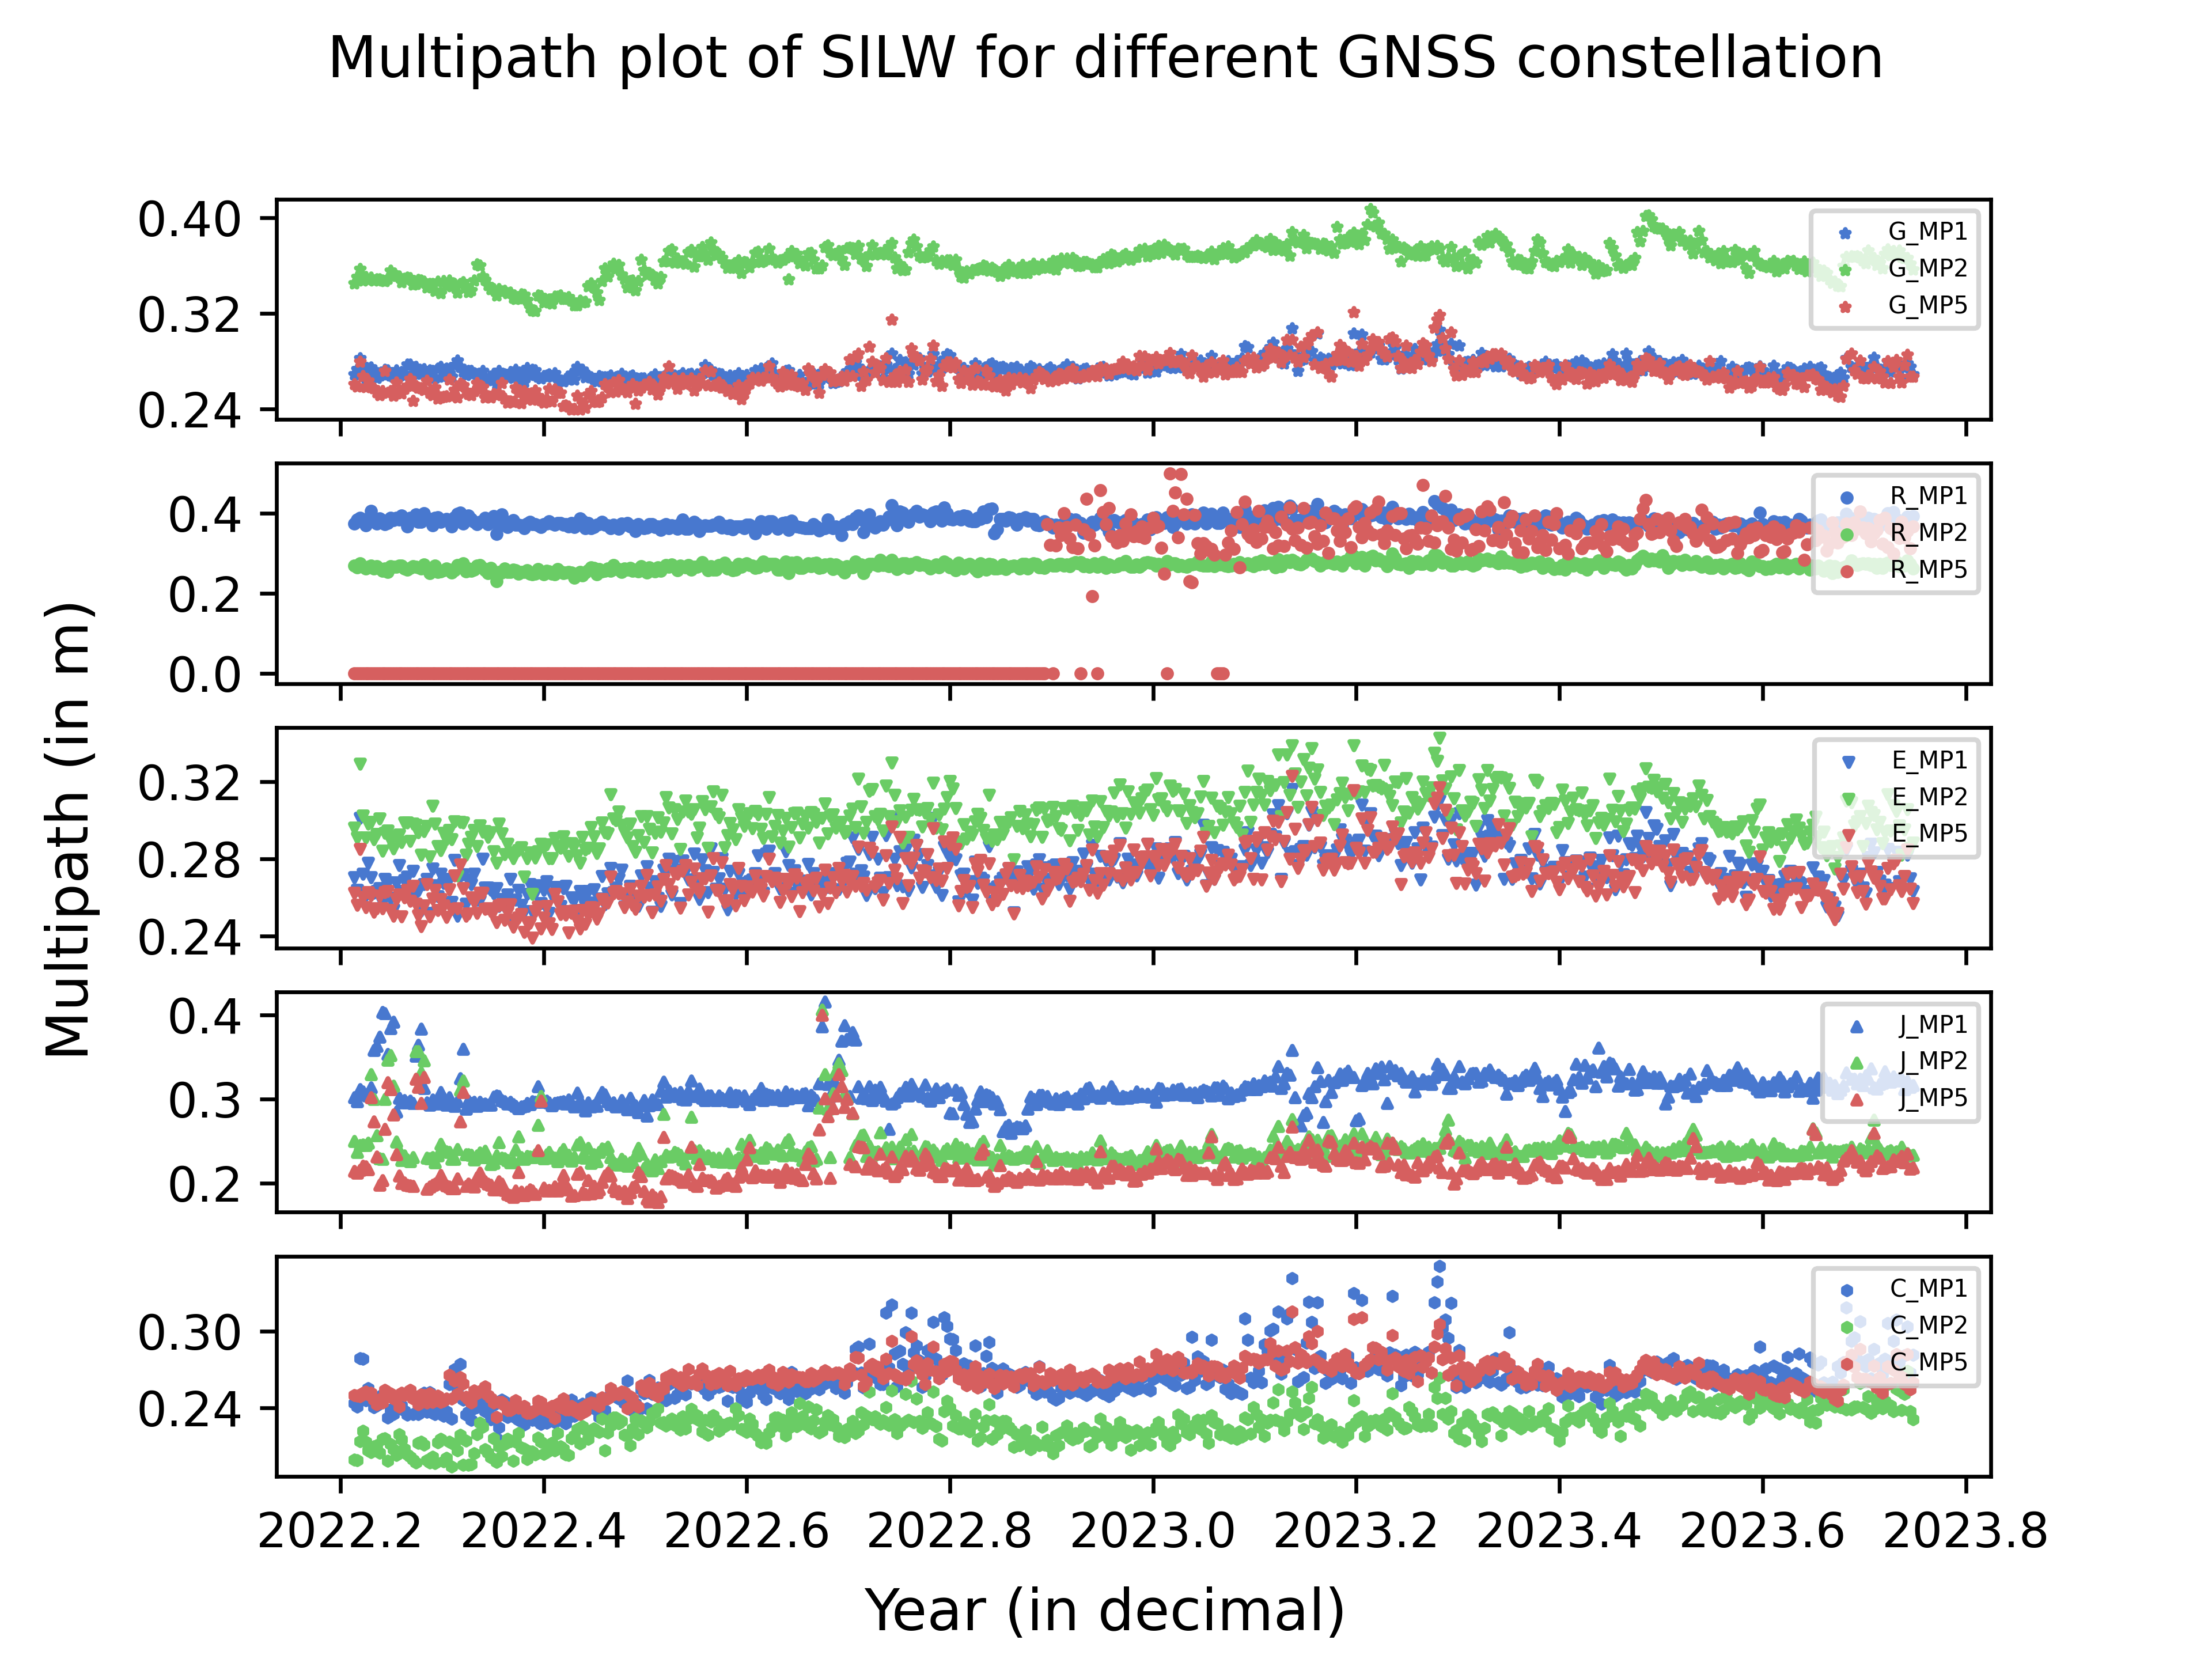 Multipath plot of SILW for different GNSS constellation
Multipath (in m)
0.40
0.32
0.24
G_MP1
G_MP2
G_MP5
0.4
0.2
0.0
R_MP1
R_MP2
R_MP5
0.32
0.28
0.24
E_MP1
E_MP2
E_MP5
0.4
0.3
0.2
J_MP1
J_MP2
J_MP5
0.30
0.24
C_MP1
C_MP2
C_MP5
2022.2 2022.4 2022.6 2022.8 2023.0 2023.2 2023.4 2023.6 2023.8
Year (in decimal)